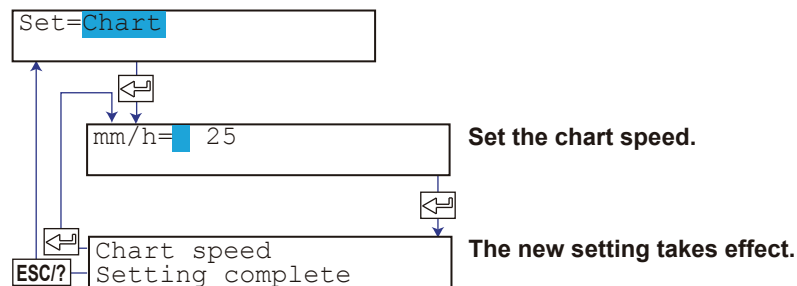 Set=Chart
mm/h=  25
Set the chart speed.
Chart speed
Setting complete
The new setting takes effect.
ESC/?